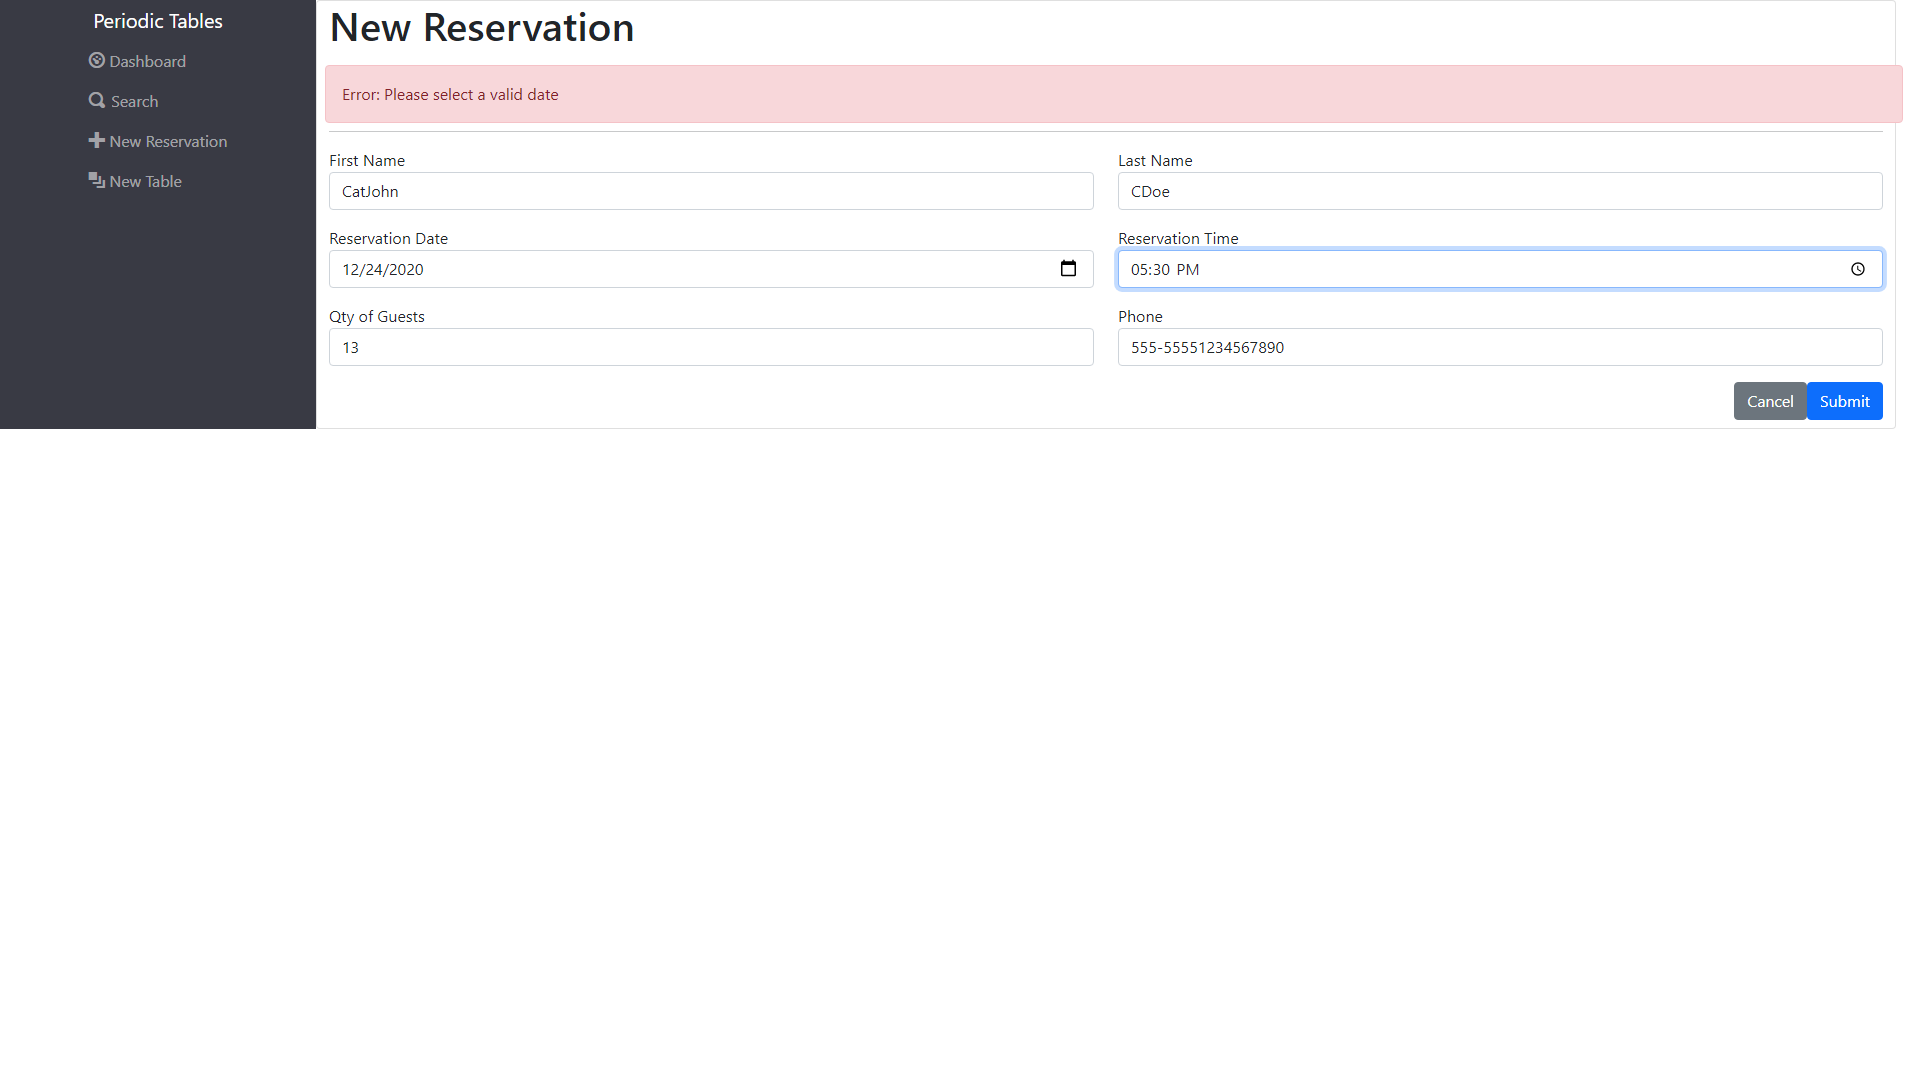 Periodic Tables
Dashboard
Search
New Reservation
New Table
New Reservation
Error: Please select a valid date
First Name
Last Name
CatJohn
CDoe
Reservation Date
Reservation Time
12/24/2020
05:30 PM
Qty of Guests
Phone
13
555-55551234567890
Cancel
Submit